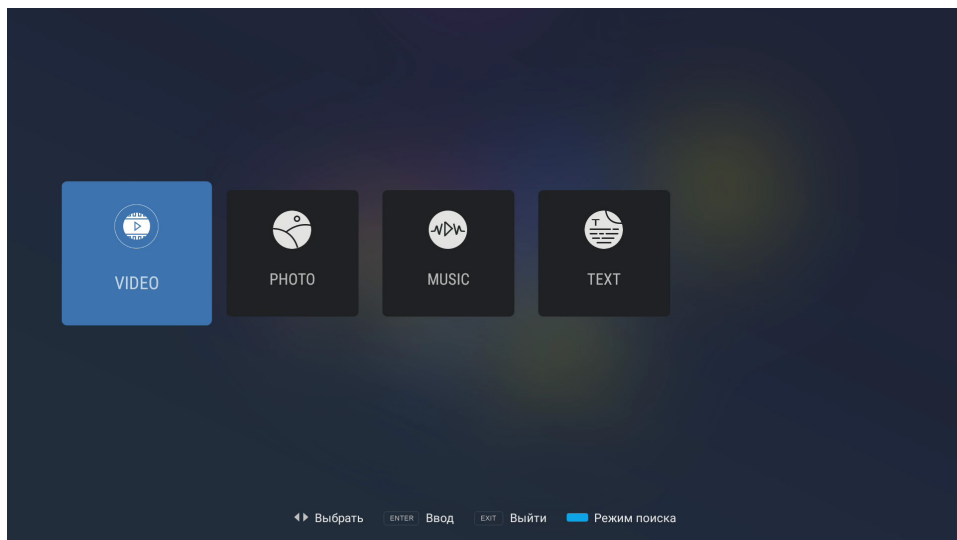 VIDEO
PHOTO
MUSIC
TEXT
T
Выбрать ENTER Ввод EXIT Выйти Режим поиска